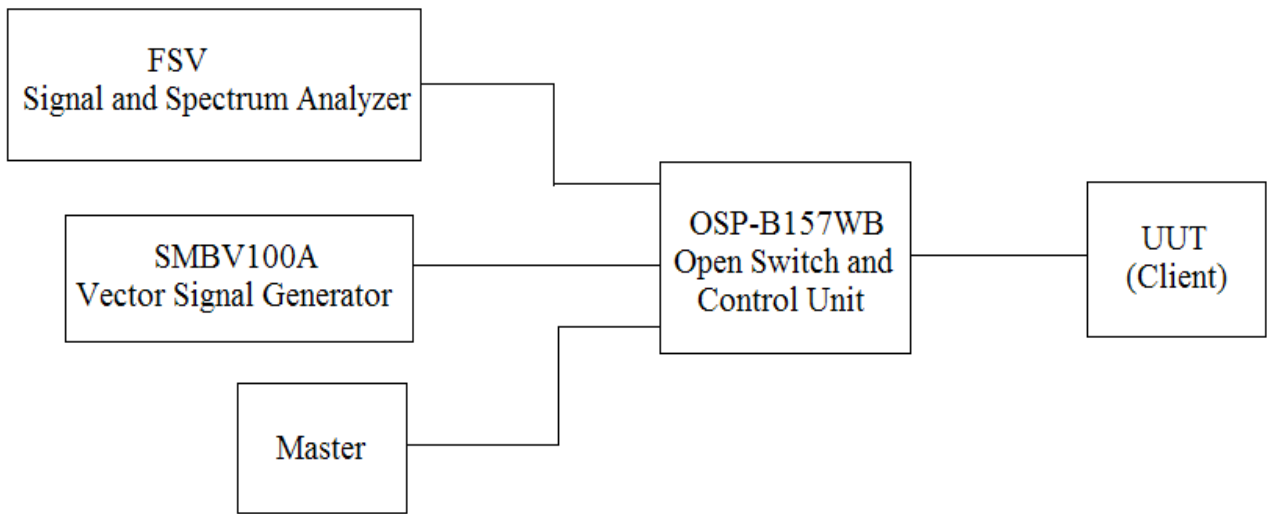 FSV
Signal and Spectrum Analyzer
SMBV100A
Vector Signal Generator
Master
OSP-B157WB
Open Switch and
Control Unit
UUT
(Client)